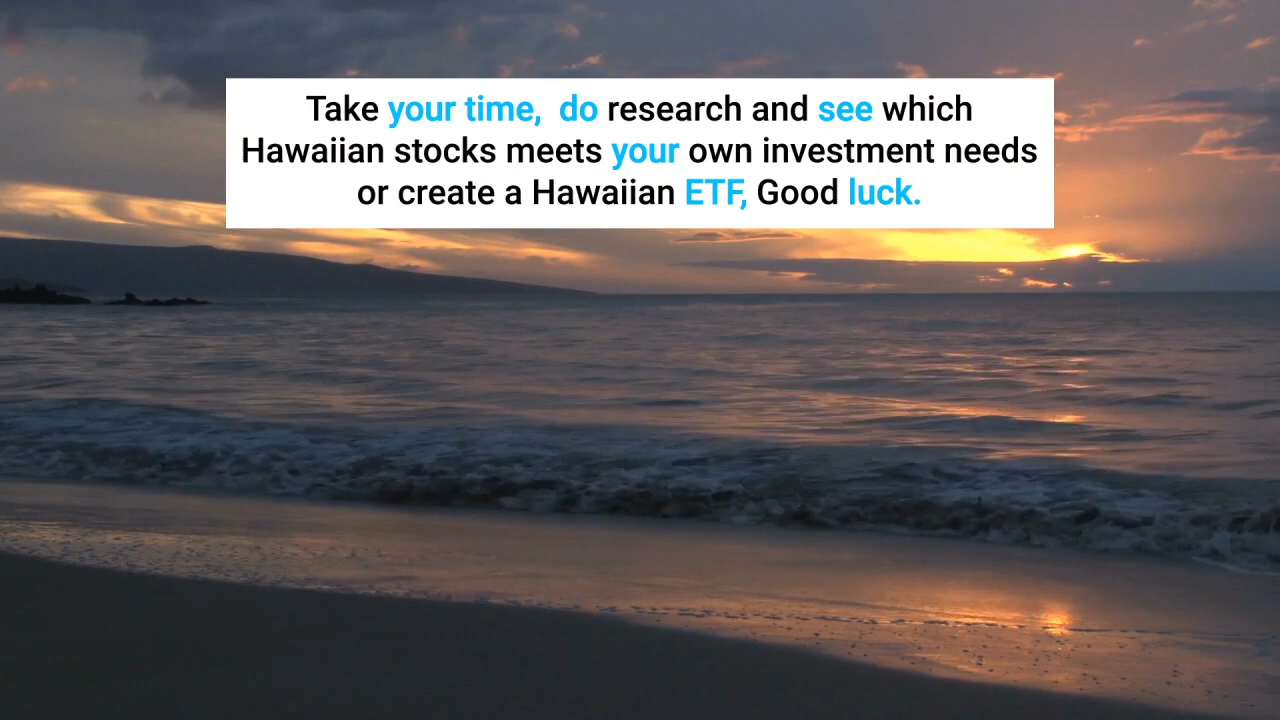 Take your time,  do research and see which
Hawaiian stocks meets your own investment needs
or create a Hawaiian ETF, Good luck.